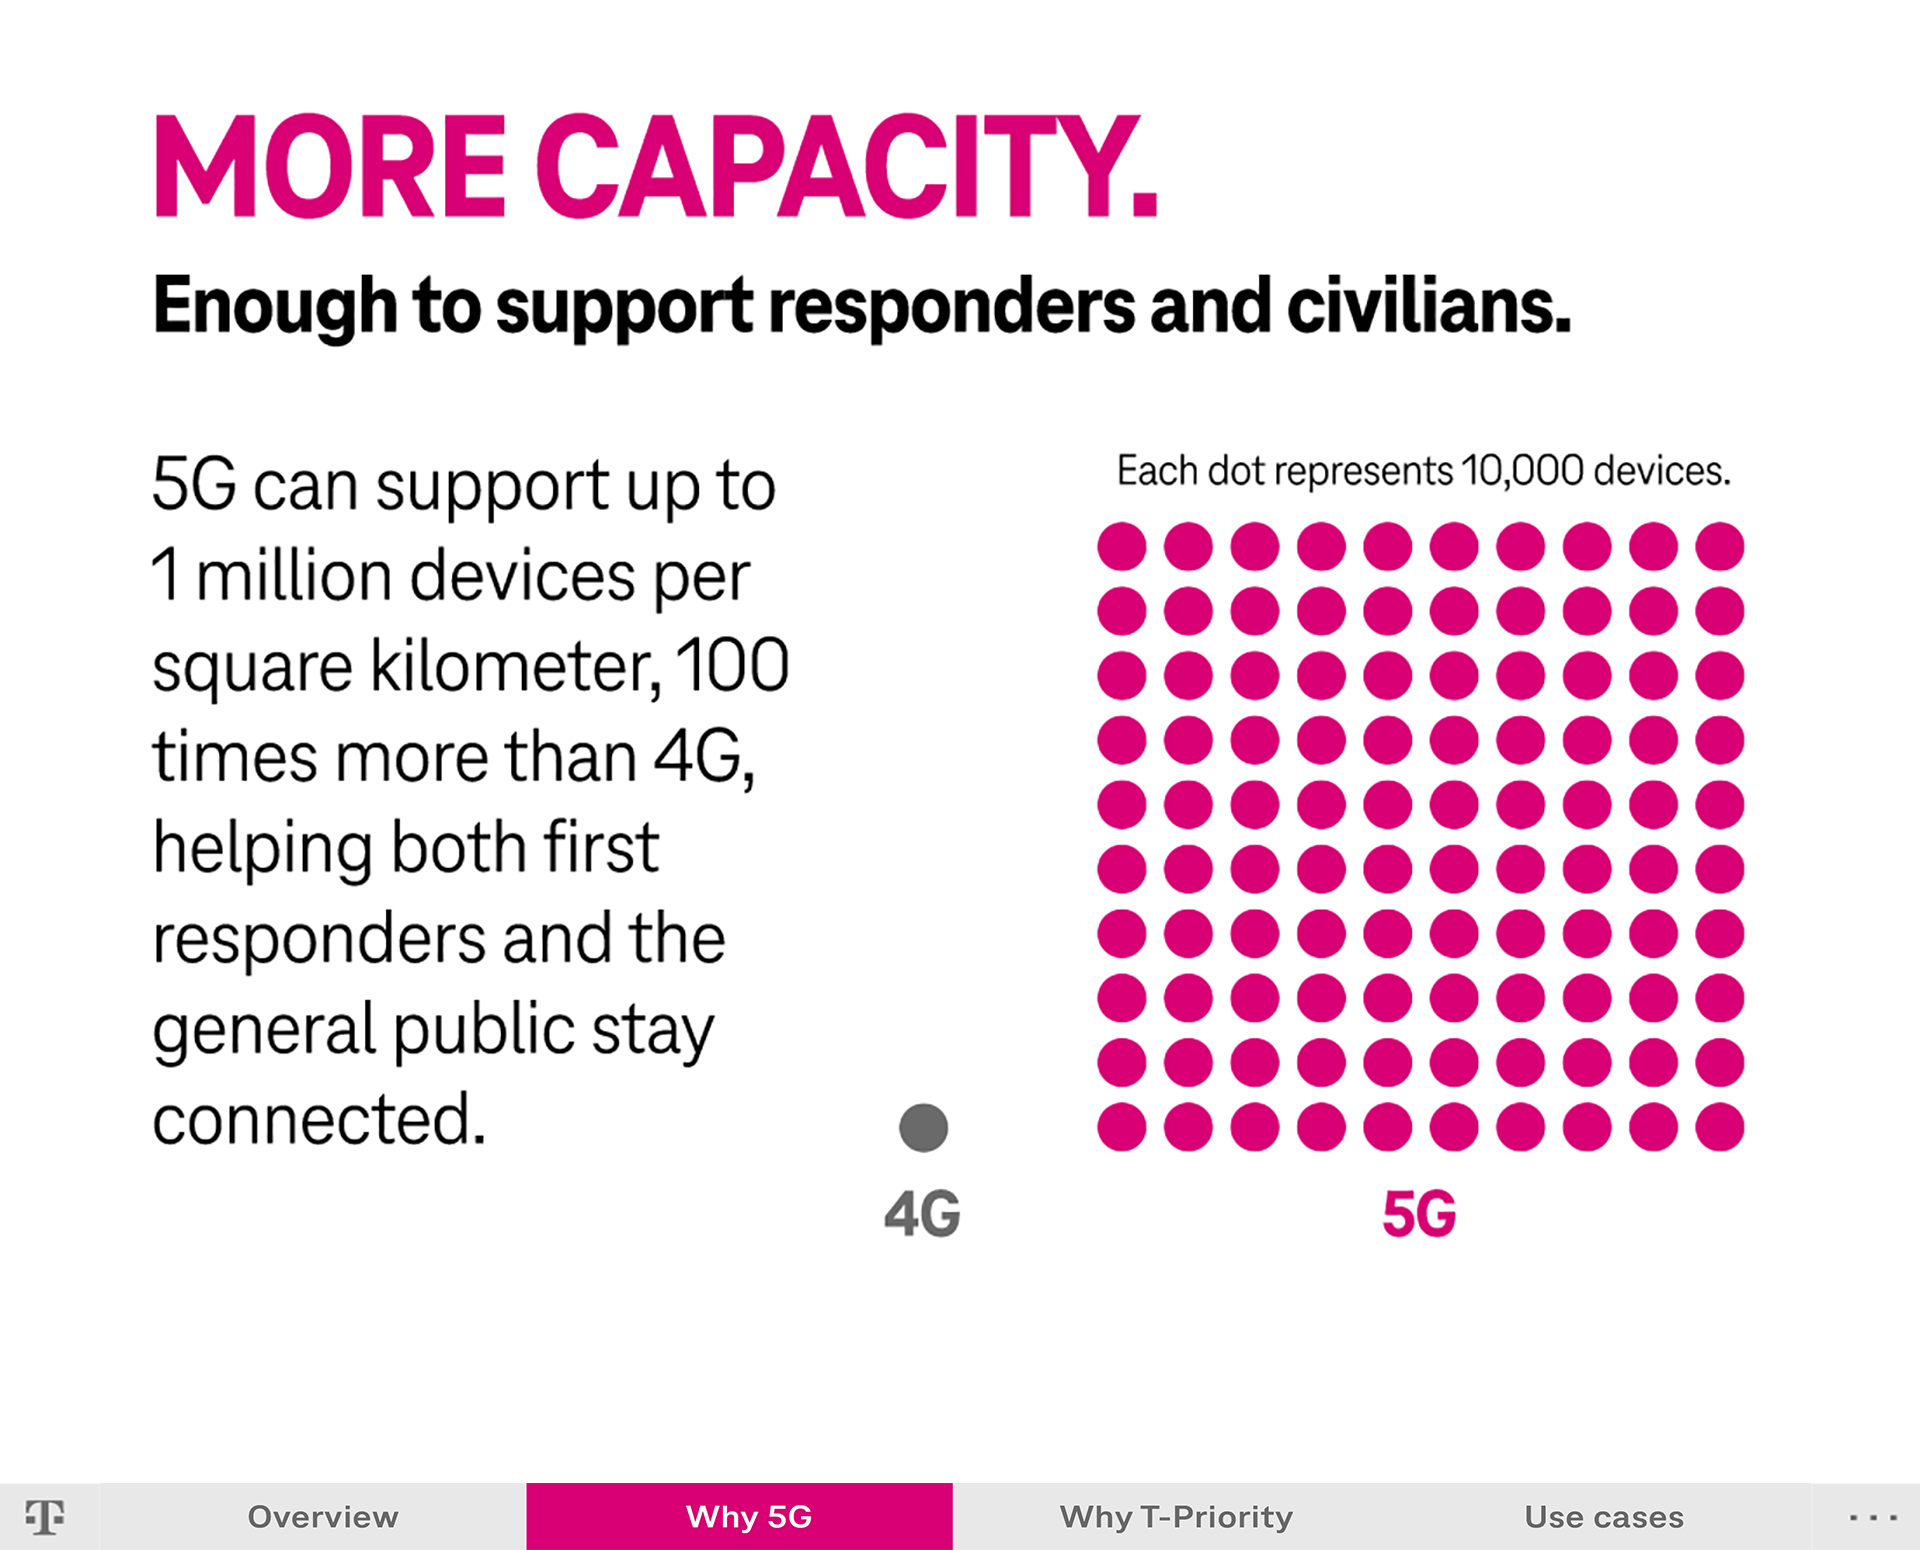 MORE CAPACITY.
Enough to support responders and civilians.
5G can support up to
1 million devices per
square kilometer, 100
times more than 4G,
helping both first
responders and the
general public stay
connected.
Each dot represents 10,000 devices.
4G
5G
T
Overview
Why 5G
Why T-Priority
Use cases
...